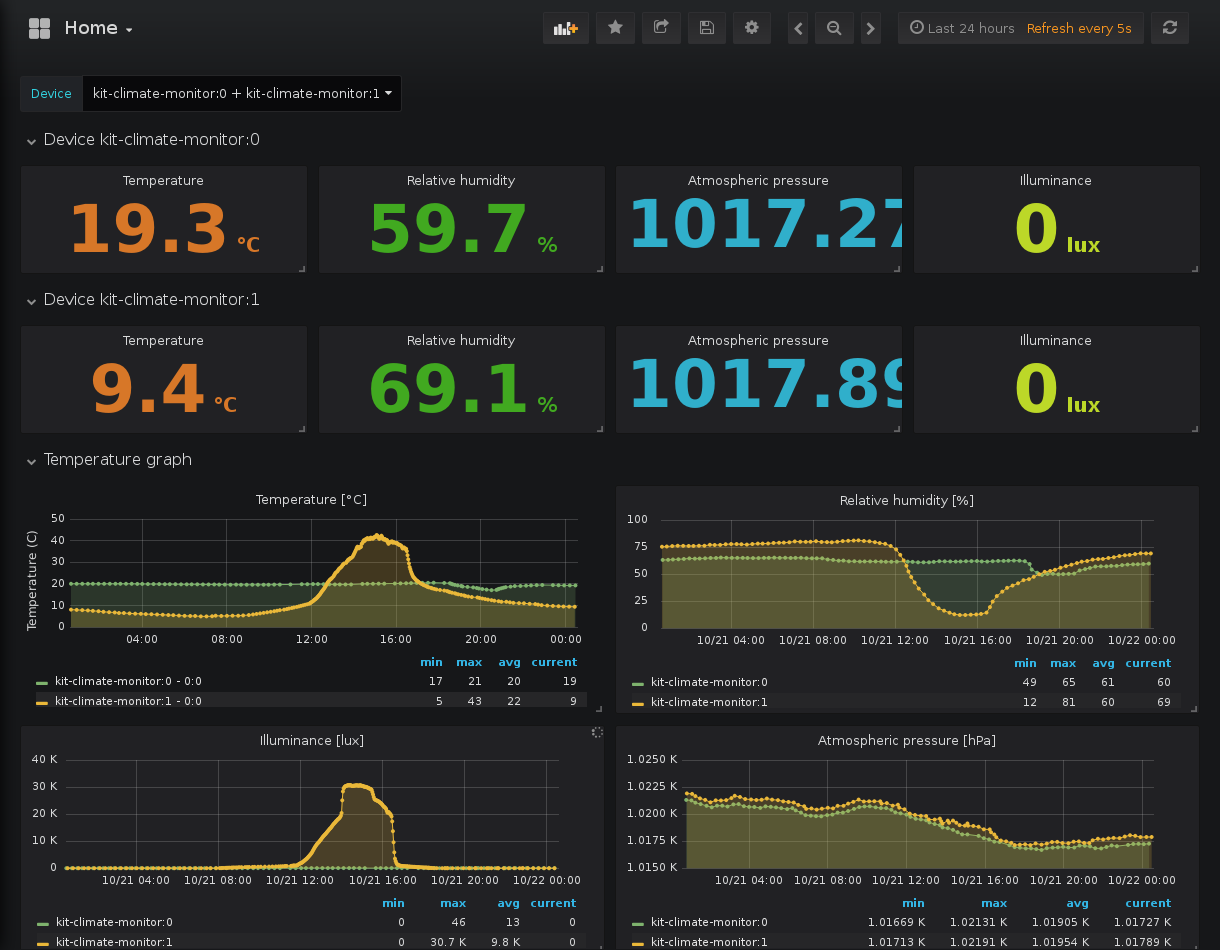 Home
Last 24 hours Refresh every 5s
Device kit-climate-monitor:0 + kit-climate-monitor:1
Device kit-climate-monitor:0
Temperature Relative humidity Atmospheric pressure Illuminance
19.3 °C 59.7 % 1017.27 0 lux
Device kit-climate-monitor:1
Temperature Relative humidity Atmospheric pressure Illuminance
9.4 °C 69.1 % 1017.89 0 lux
Temperature graph
Temperature [°C]
Temperature (C)
50
40
30
20
10
0
04:00 08:00 12:00 16:00 20:00 00:00
min max avg current
kit-climate-monitor:0 - 0:0 17 21 20 19
kit-climate-monitor:1 - 0:0 5 43 22 9
Relative humidity [%]
100
75
50
25
0
10/21 04:00 10/21 08:00 10/21 12:00 10/21 16:00 10/21 20:00 10/22 00:00
min max avg current
kit-climate-monitor:0 49 65 61 60
kit-climate-monitor:1 12 81 60 69
Illuminance [lux]
40 K
30 K
20 K
10 K
0
10/21 04:00 10/21 08:00 10/21 12:00 10/21 16:00 10/21 20:00 10/22 00:00
min max avg current
kit-climate-monitor:0 0 46 13 0
kit-climate-monitor:1 0 30.7 K 9.8 K 0
Atmospheric pressure [hPa]
1.0250 K
1.0225 K
1.0200 K
1.0175 K
1.0150 K
10/21 04:00 10/21 08:00 10/21 12:00 10/21 16:00 10/21 20:00 10/22 00:00
min max avg current
kit-climate-monitor:0 1.01669 K 1.02131 K 1.01905 K 1.01727 K
kit-climate-monitor:1 1.01713 K 1.02191 K 1.01954 K 1.01789 K